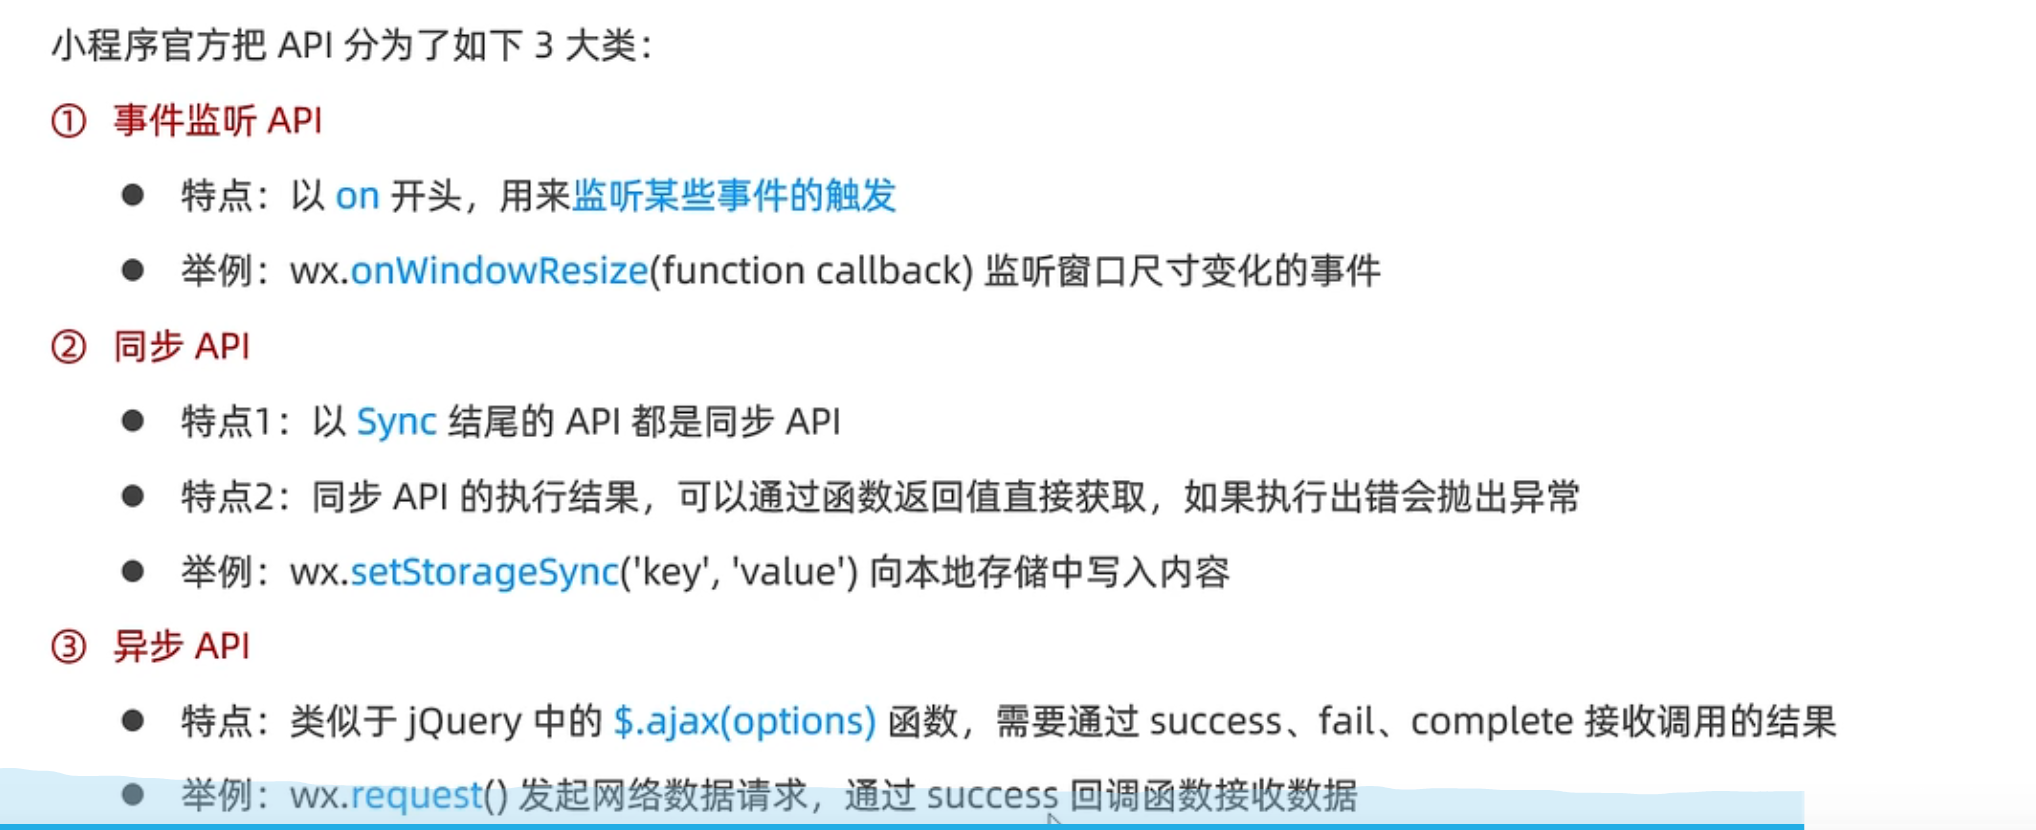 小程序官方把 API 分为了如下 3 大类：
① 事件监听 API
● 特点：以 on 开头，用来监听某些事件的触发
● 举例：wx.onWindowResize(function callback) 监听窗口尺寸变化的事件
② 同步 API
● 特点1：以 Sync 结尾的 API 都是同步 API
● 特点2：同步 API 的执行结果，可以通过函数返回值直接获取，如果执行出错会抛出异常
● 举例：wx.setStorageSync('key', 'value') 向本地存储中写入内容
③ 异步 API
● 特点：类似于 jQuery 中的 $.ajax(options) 函数，需要通过 success、fail、complete 接收调用的结果
● 举例：wx.request() 发起网络数据请求，通过 success 回调函数接收数据